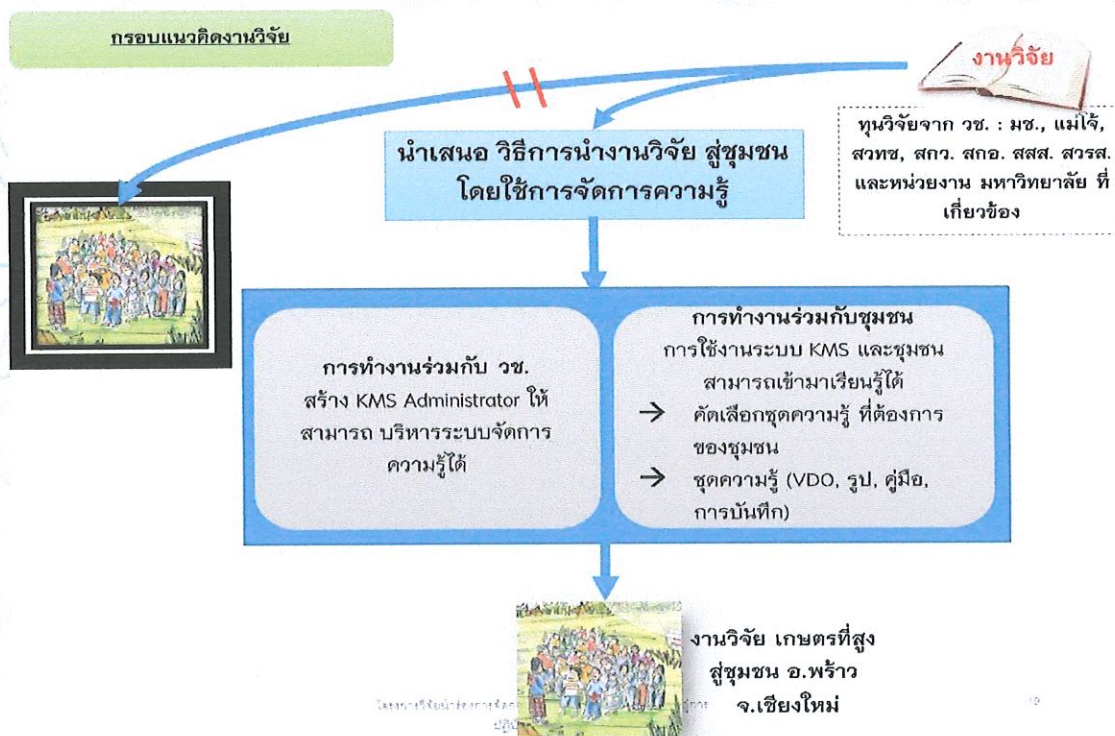 กรอบแนวคิดงานวิจัย
งานวิจัย
ทุนวิจัยจาก วช. : มช., แม่โจ้,
สวทช, สกว. สกอ. สสส. สวรส.
และหน่วยงาน มหาวิทยาลัย ที่
เกี่ยวข้อง
นำเสนอ วิธีการนำงานวิจัย สู่ชุมชน
โดยใช้การจัดการความรู้
การทำงานร่วมกับ วช.
สร้าง KMS Administrator ให้
สามารถ บริหารระบบจัดการ
ความรู้ได้
การทำงานร่วมกับชุมชน
การใช้งานระบบ KMS และชุมชน
สามารถเข้ามาเรียนรู้ได้
→ คัดเลือกชุดความรู้ ที่ต้องการ
ของชุมชน
→ ชุดความรู้ (VDO, รูป, คู่มือ,
การบันทึก)
งานวิจัย เกษตรที่สูง
สู่ชุมชน อ.พร้าว
จ.เชียงใหม่